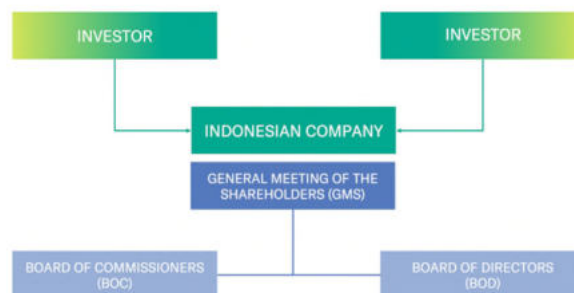 INVESTOR
INVESTOR
INDONESIAN COMPANY
GENERAL MEETING OF THE
SHAREHOLDERS (GMS)
BOARD OF COMMISSIONERS
(BOC)
BOARD OF DIRECTORS
(BOD)